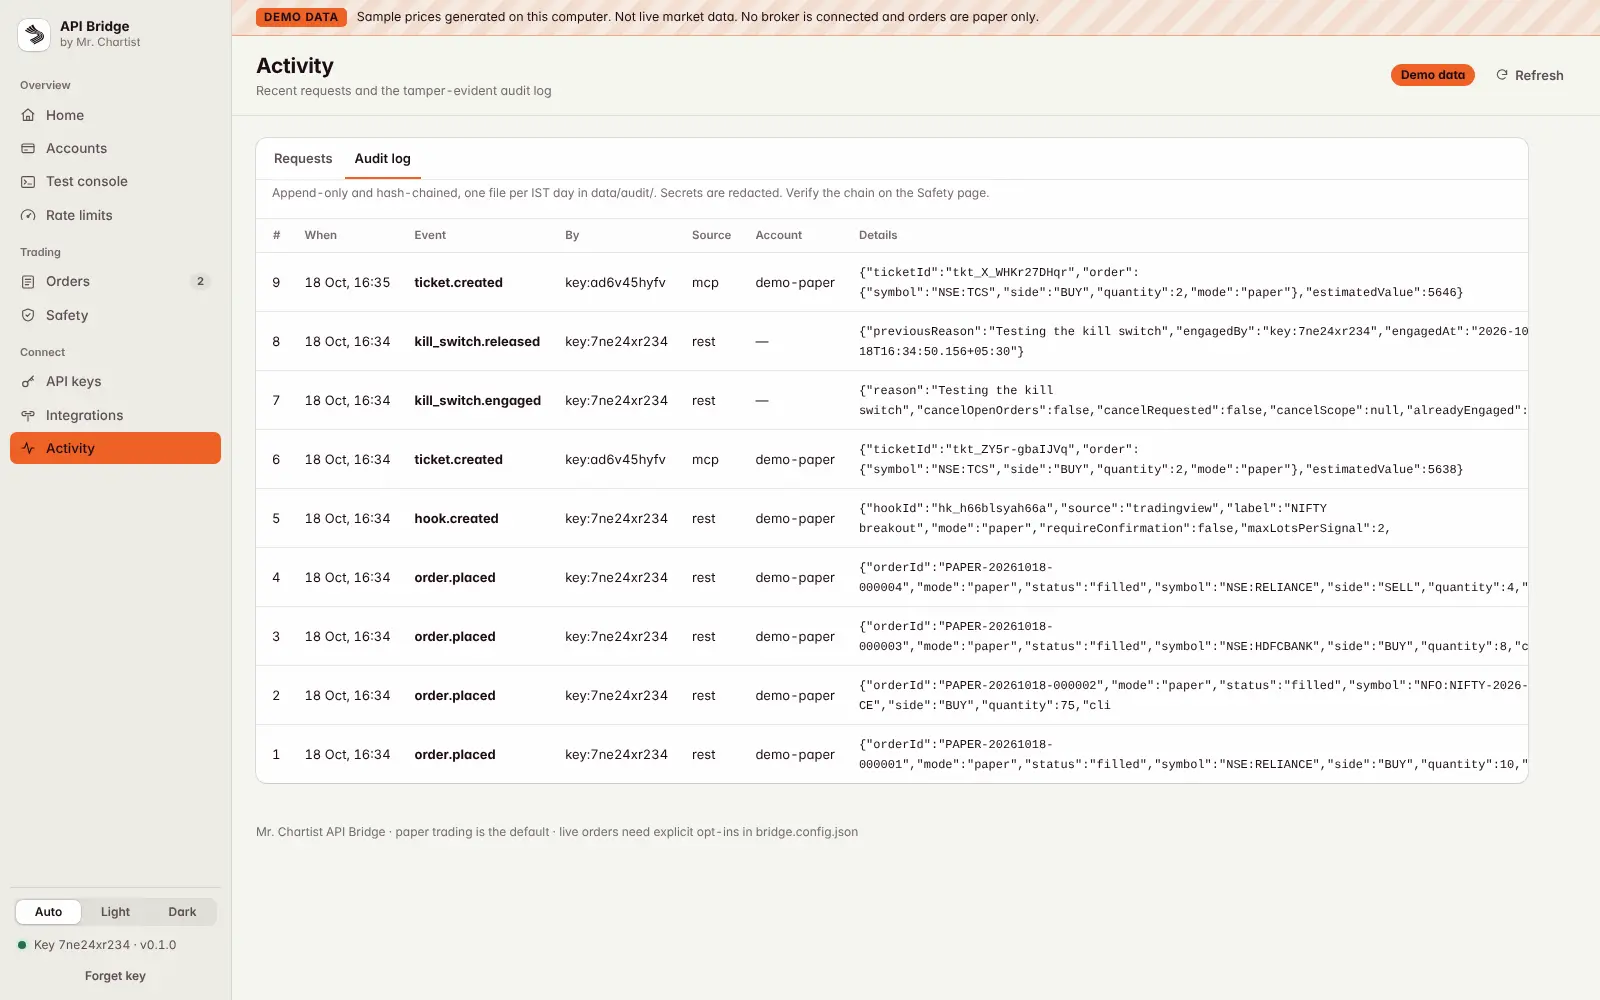 API Bridge
by Mr. Chartist
Overview
Home
Accounts
Test console
Rate limits
Trading
Orders 2
Safety
Connect
API keys
Integrations
Activity
Auto Light Dark
Key 7ne24xr234 · v0.1.0
Forget key
DEMO DATA Sample prices generated on this computer. Not live market data. No broker is connected and orders are paper only.
Activity
Recent requests and the tamper-evident audit log
Demo data Refresh
Requests Audit log
Append-only and hash-chained, one file per IST day in data/audit/. Secrets are redacted. Verify the chain on the Safety page.
# When Event By Source Account Details
9 18 Oct, 16:35 ticket.created key:ad6v45hyfv mcp demo-paper {"ticketId":"tkt_X_WHKr27DHqr","order":
{"symbol":"NSE:TCS","side":"BUY","quantity":2,"mode":"paper"},"estimatedValue":5646}
8 18 Oct, 16:34 kill_switch.released key:7ne24xr234 rest — {"previousReason":"Testing the kill switch","engagedBy":"key:7ne24xr234","engagedAt":"2026-10
18T16:34:50.156+05:30"}
7 18 Oct, 16:34 kill_switch.engaged key:7ne24xr234 rest — {"reason":"Testing the kill
switch","cancelOpenOrders":false,"cancelRequested":false,"cancelScope":null,"alreadyEngaged":
6 18 Oct, 16:34 ticket.created key:ad6v45hyfv mcp demo-paper {"ticketId":"tkt_ZY5r-gbaIJVq","order":
{"symbol":"NSE:TCS","side":"BUY","quantity":2,"mode":"paper"},"estimatedValue":5638}
5 18 Oct, 16:34 hook.created key:7ne24xr234 rest demo-paper {"hookId":"hk_h66blsyah66a","source":"tradingview","label":"NIFTY
breakout","mode":"paper","requireConfirmation":false,"maxLotsPerSignal":2,
4 18 Oct, 16:34 order.placed key:7ne24xr234 rest demo-paper {"orderId":"PAPER-20261018-
000004","mode":"paper","status":"filled","symbol":"NSE:RELIANCE","side":"SELL","quantity":4,"
3 18 Oct, 16:34 order.placed key:7ne24xr234 rest demo-paper {"orderId":"PAPER-20261018-
000003","mode":"paper","status":"filled","symbol":"NSE:HDFCBANK","side":"BUY","quantity":8,"c
2 18 Oct, 16:34 order.placed key:7ne24xr234 rest demo-paper {"orderId":"PAPER-20261018-000002","mode":"paper","status":"filled","symbol":"NFO:NIFTY-2026-
CE","side":"BUY","quantity":75,"cli
1 18 Oct, 16:34 order.placed key:7ne24xr234 rest demo-paper {"orderId":"PAPER-20261018-
000001","mode":"paper","status":"filled","symbol":"NSE:RELIANCE","side":"BUY","quantity":10,"
Mr. Chartist API Bridge · paper trading is the default · live orders need explicit opt-ins in bridge.config.json